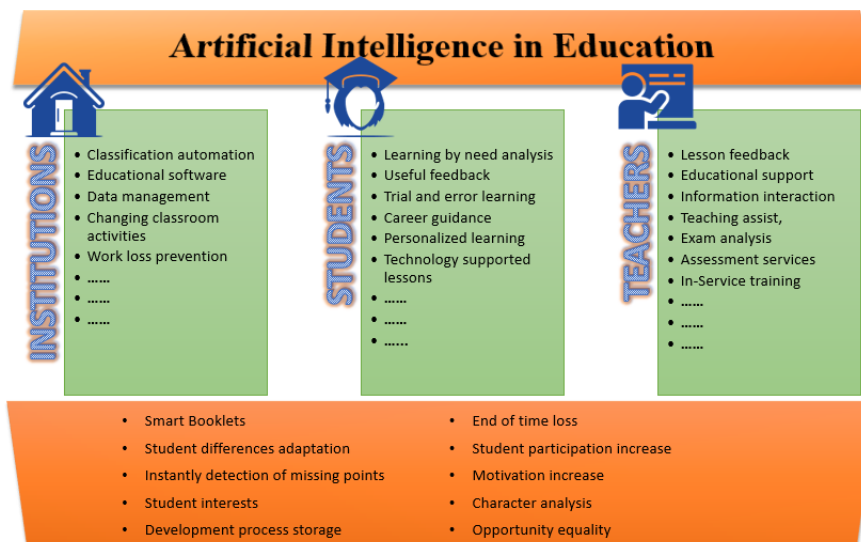 Artificial Intelligence in Education
INSTITUTIONS
• Classification automation
• Educational software
• Data management
• Changing classroom
activities
• Work loss prevention
• ......
• ......
• ......
STUDENTS
• Learning by need analysis
• Useful feedback
• Trial and error learning
• Career guidance
• Personalized learning
• Technology supported
lessons
• ......
• ......
• ......
TEACHERS
• Lesson feedback
• Educational support
• Information interaction
• Teaching assist,
• Exam analysis
• Assessment services
• In-Service training
• ......
• ......
• ......
• Smart Booklets
• Student differences adaptation
• Instantly detection of missing points
• Student interests
• Development process storage
• End of time loss
• Student participation increase
• Motivation increase
• Character analysis
• Opportunity equality